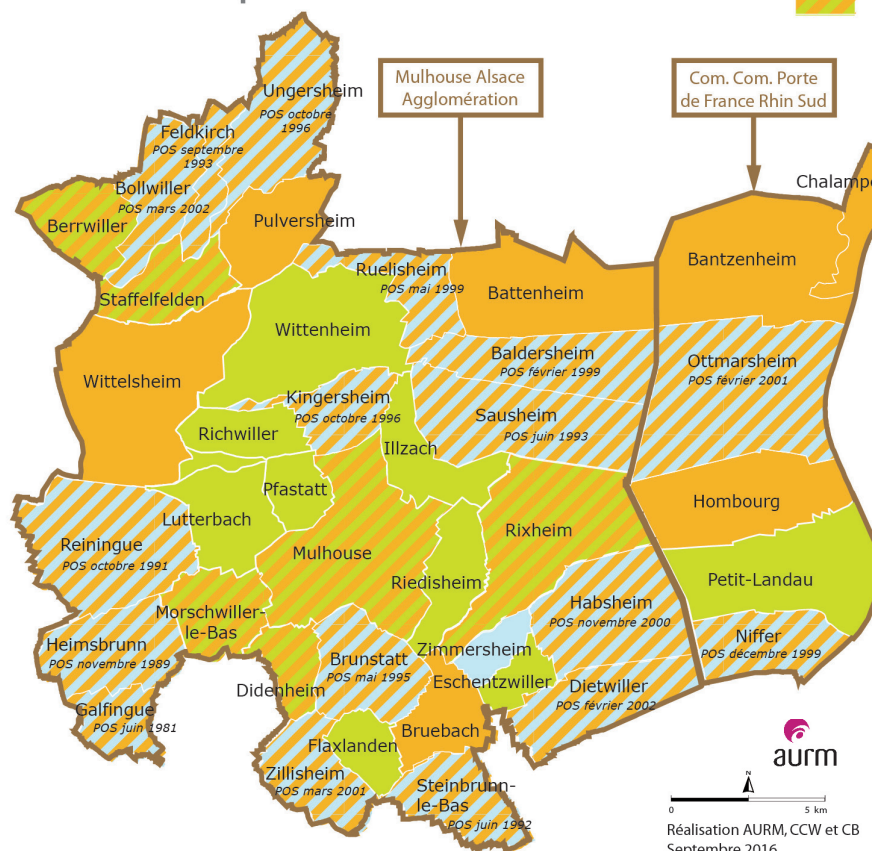 Mulhouse Alsace
Agglomération
Com. Com. Porte
de France Rhin Sud
Ungersheim
POS octobre
1996
Feldkirch
POS septembre
1993
Bollwiller
POS mars 2002
Berrwiller
Pulversheim
Staffelfelden
Chalampé
Bantzenheim
Ruelisheim
POS mai 1999
Battenheim
Wittenheim
Wittelsheim
Baldersheim
POS février 1999
Ottmarsheim
POS février 2001
Kingersheim
POS octobre 1996
Sausheim
POS juin 1993
Richwiller
Illzach
Pfastatt
Hombourg
Lutterbach
Rixheim
Reiningue
POS octobre 1991
Mulhouse
Riedisheim
Petit-Landau
Morschwiller-
le-Bas
Habsheim
POS novembre 2000
Heimsbrunn
POS novembre 1989
Zimmersheim
Niffer
POS décembre 1999
Brunstatt
POS mai 1995
Didenheim
Eschentzwiller
Dietwiller
POS février 2002
Galfingue
POS juin 1981
Bruebach
Flaxlanden
Zillisheim
POS mars 2001
Steinbrunn-
le-Bas
POS juin 1992
aurm
N
0 5 km
Réalisation AURM, CCW et CB
Septembre 2016